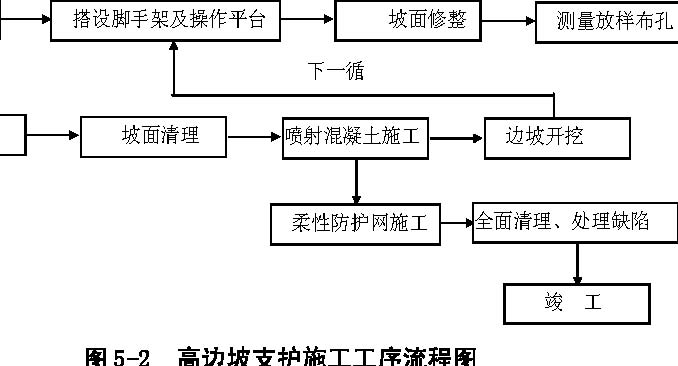 搭设脚手架及操作平台
坡面修整
测量放样布孔
下一循
坡面清理
喷射混凝土施工
边坡开挖
柔性防护网施工
全面清理、处理缺陷
竣 工
图5-2 高边坡支护施工工序流程图